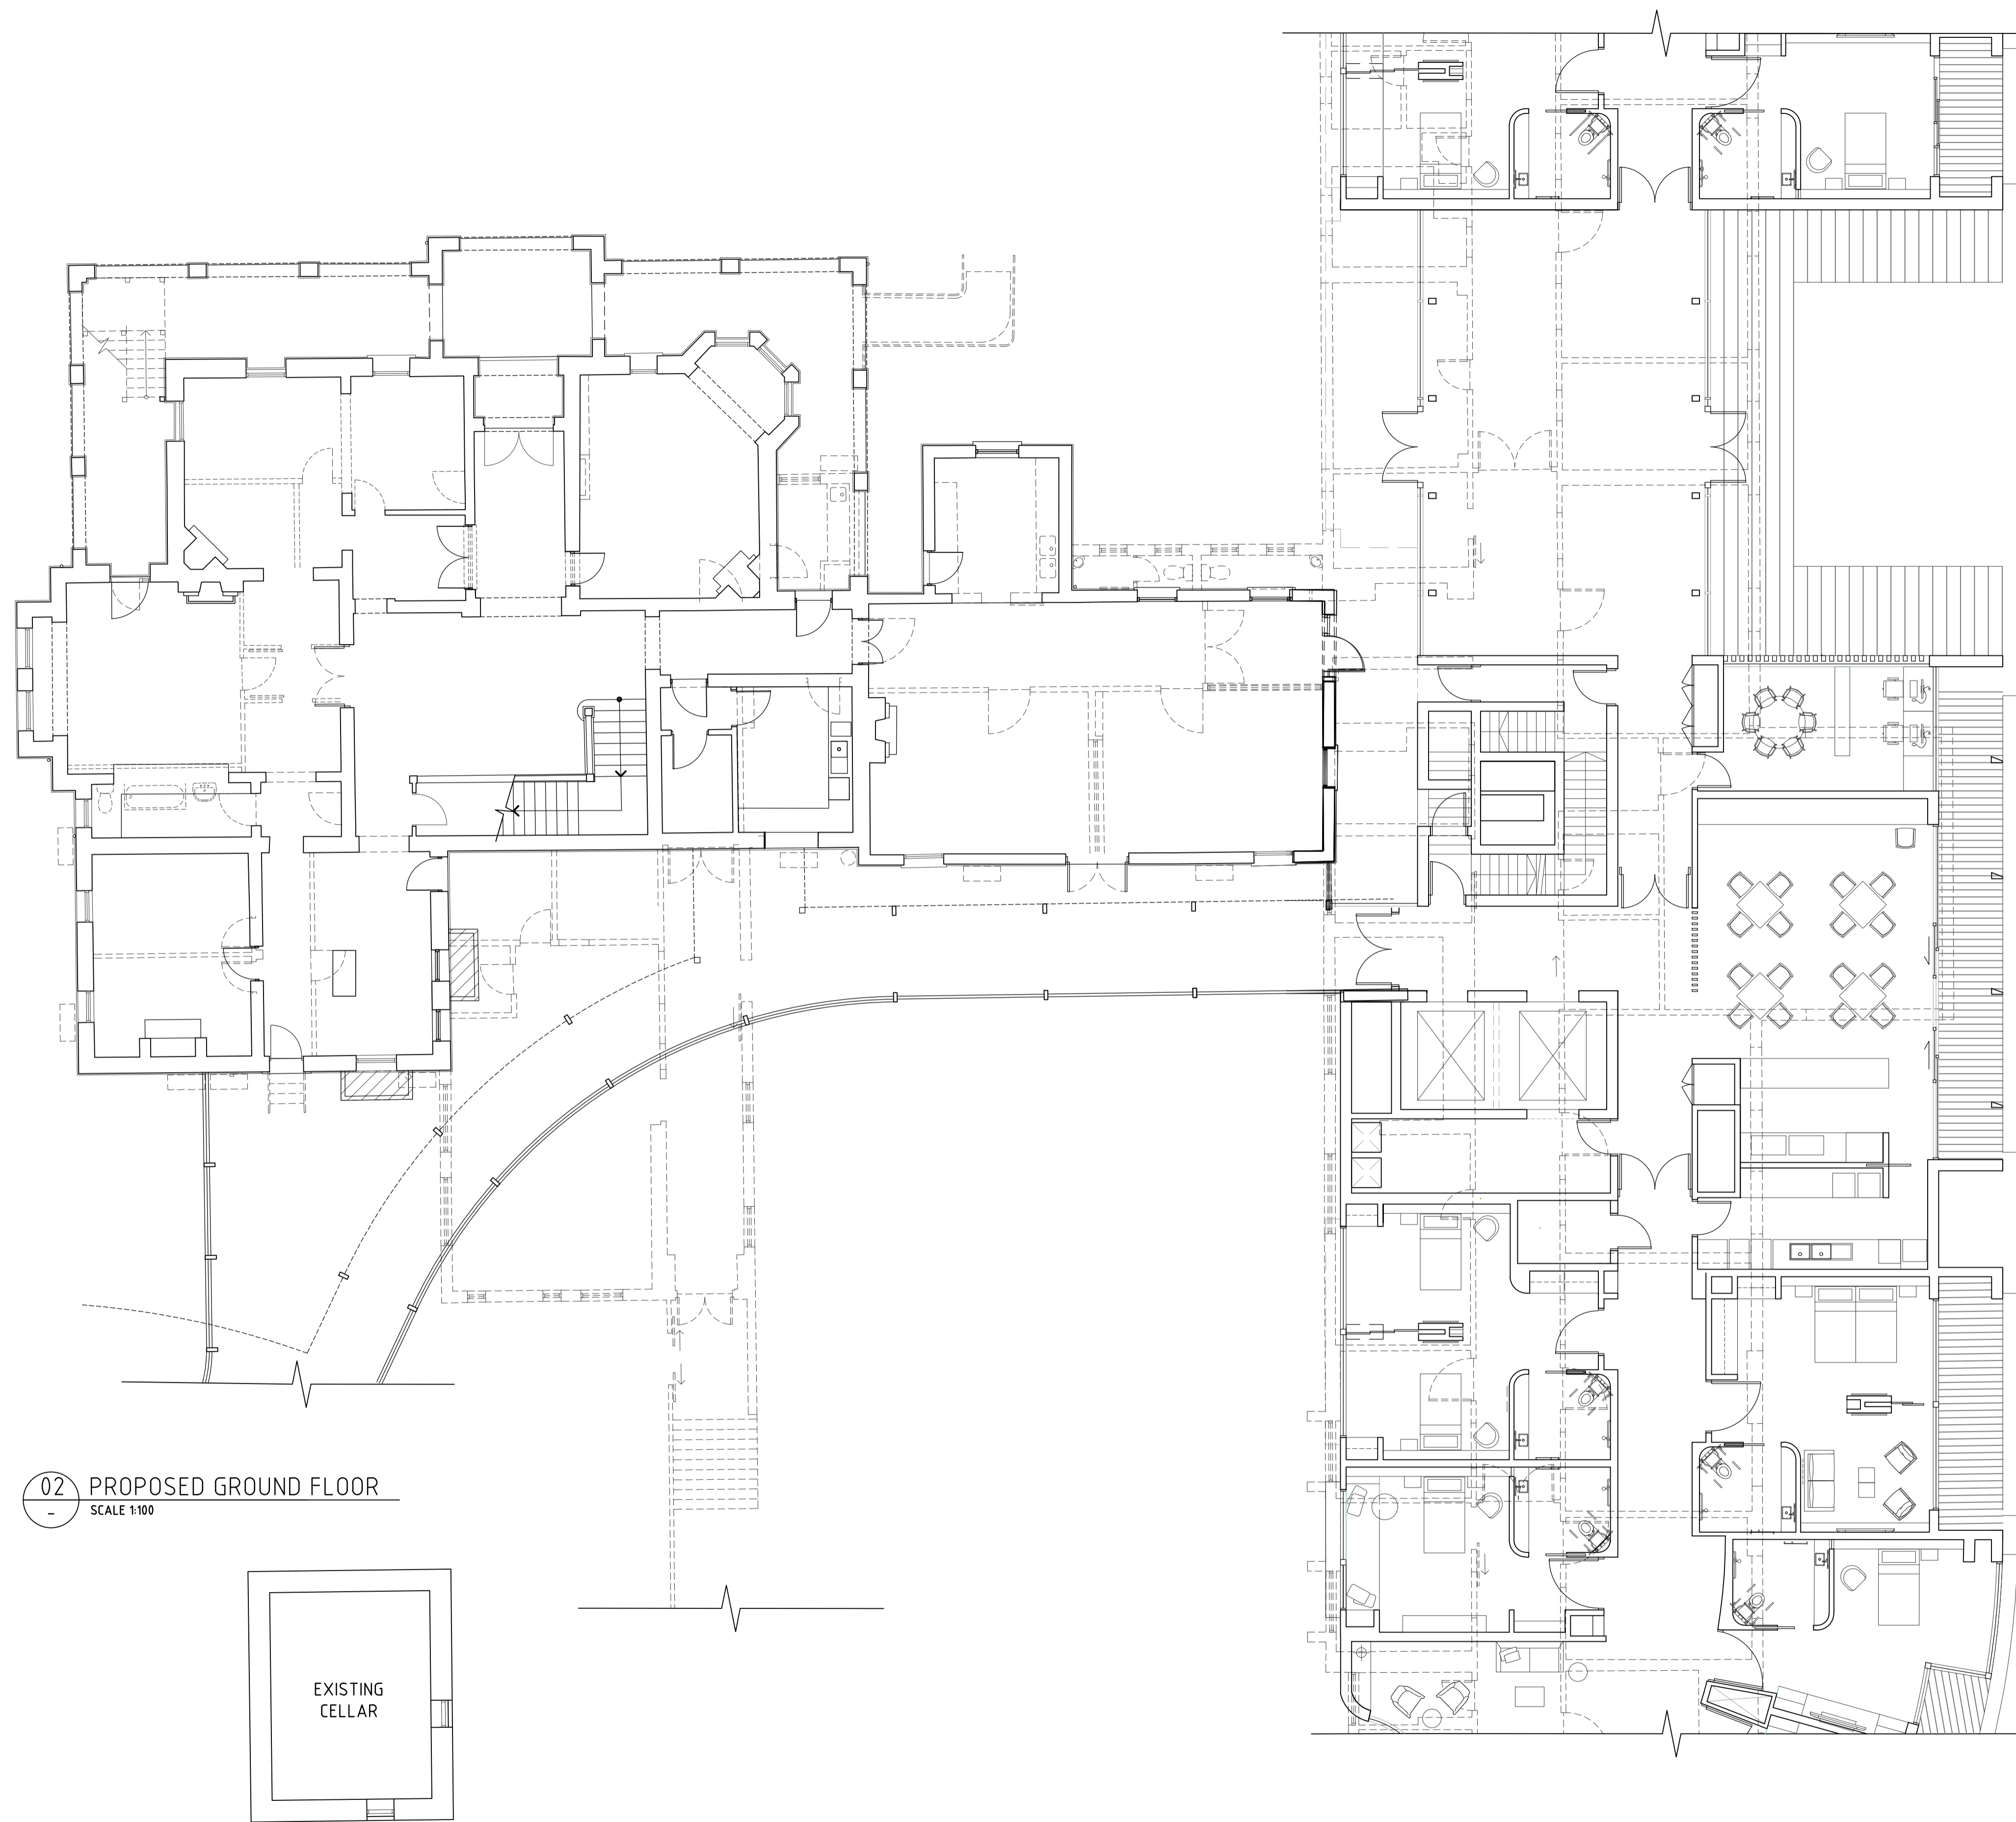 02
PROPOSED GROUND FLOOR
-
SCALE 1:100
EXISTING
CELLAR